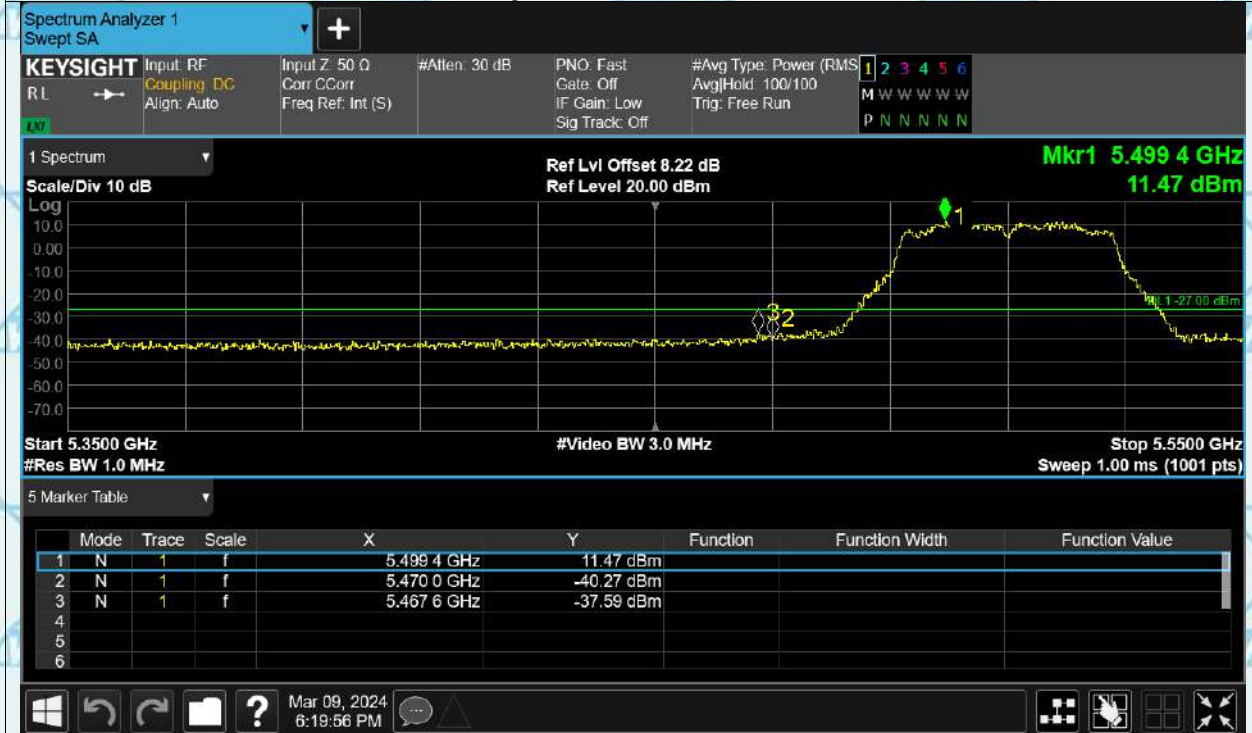 Spectrum Analyzer 1
Swept SA
+
KEYSIGHT
RL
LXI
Input: RF
Coupling: DC
Align: Auto
Input Z: 50 Ω
Corr CCorr
Freq Ref: Int (S)
#Atten: 30 dB
PNO: Fast
Gate: Off
IF Gain: Low
Sig Track: Off
#Avg Type: Power (RMS
Avg|Hold: 100/100
Trig: Free Run
1 2 3 4 5 6
M W W W W W
P N N N N N
1 Spectrum
Scale/Div 10 dB
Ref Lvl Offset 8.22 dB
Ref Level 20.00 dBm
Mkr1 5.499 4 GHz
11.47 dBm
Log
10.0
0.00
-10.0
-20.0
-30.0
-40.0
-50.0
-60.0
-70.0
1
3
2
DL1 -27.00 dBm
Start 5.3500 GHz
#Video BW 3.0 MHz
Stop 5.5500 GHz
#Res BW 1.0 MHz
Sweep 1.00 ms (1001 pts)
5 Marker Table
Mode Trace Scale X Y Function Function Width Function Value
1 N 1 f 5.499 4 GHz 11.47 dBm
2 N 1 f 5.470 0 GHz -40.27 dBm
3 N 1 f 5.467 6 GHz -37.59 dBm
4
5
6
?
Mar 09, 2024
6:19:56 PM